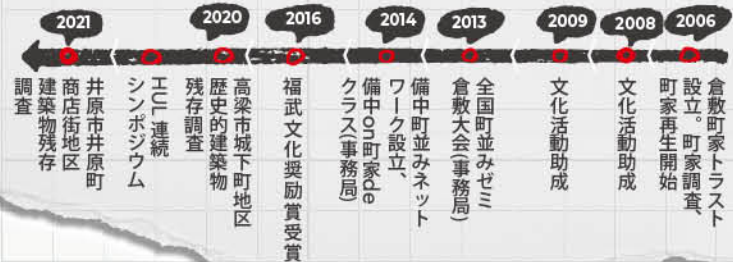 2006
倉敷町家トラスト
設立。町家調査、
町家再生開始
2008
文化活動助成
2009
文化活動助成
2013
全国町並みゼミ
倉敷大会(事務局)
2014
備中町並みネット
ワーク設立、
備中on町家de
クラス(事務局)
2016
福武文化奨励賞受賞
2020
高梁市城下町地区
歴史的建築物
残存調査
HUL 連続
シンポジウム
2021
井原市井原町
商店街地区
建築物残存
調査